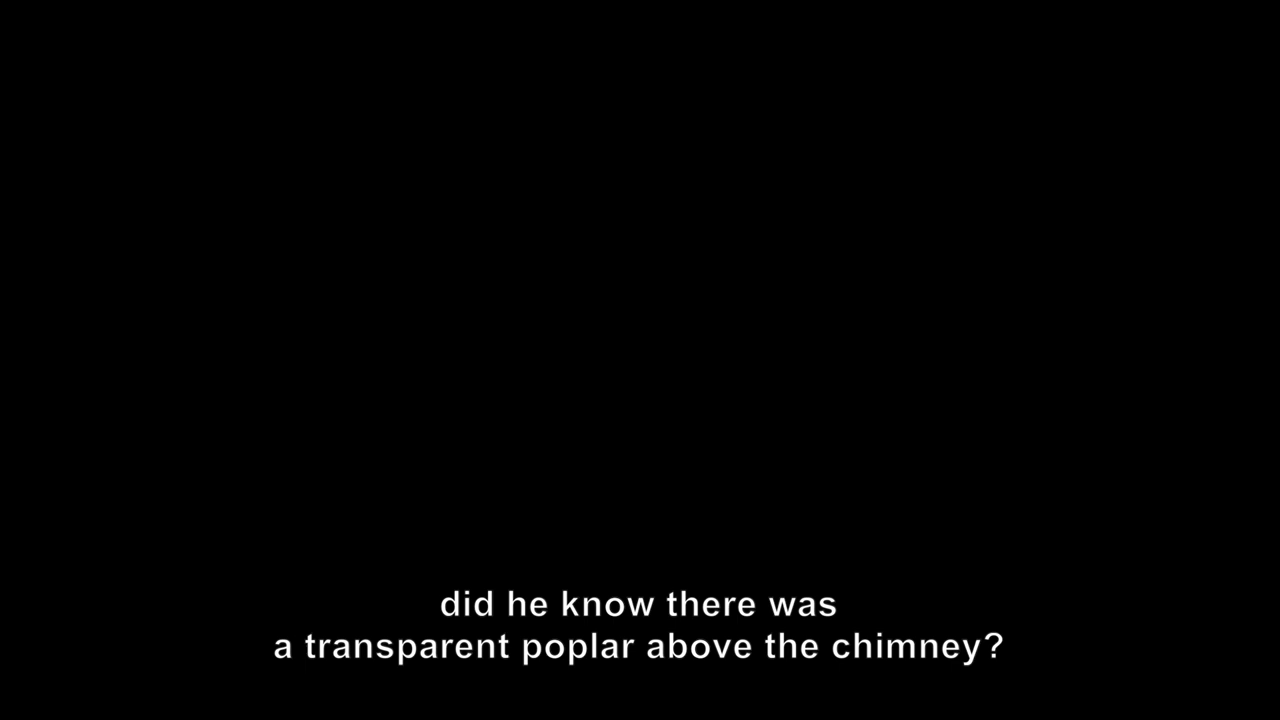 did he know there was
a transparent poplar above the chimney?